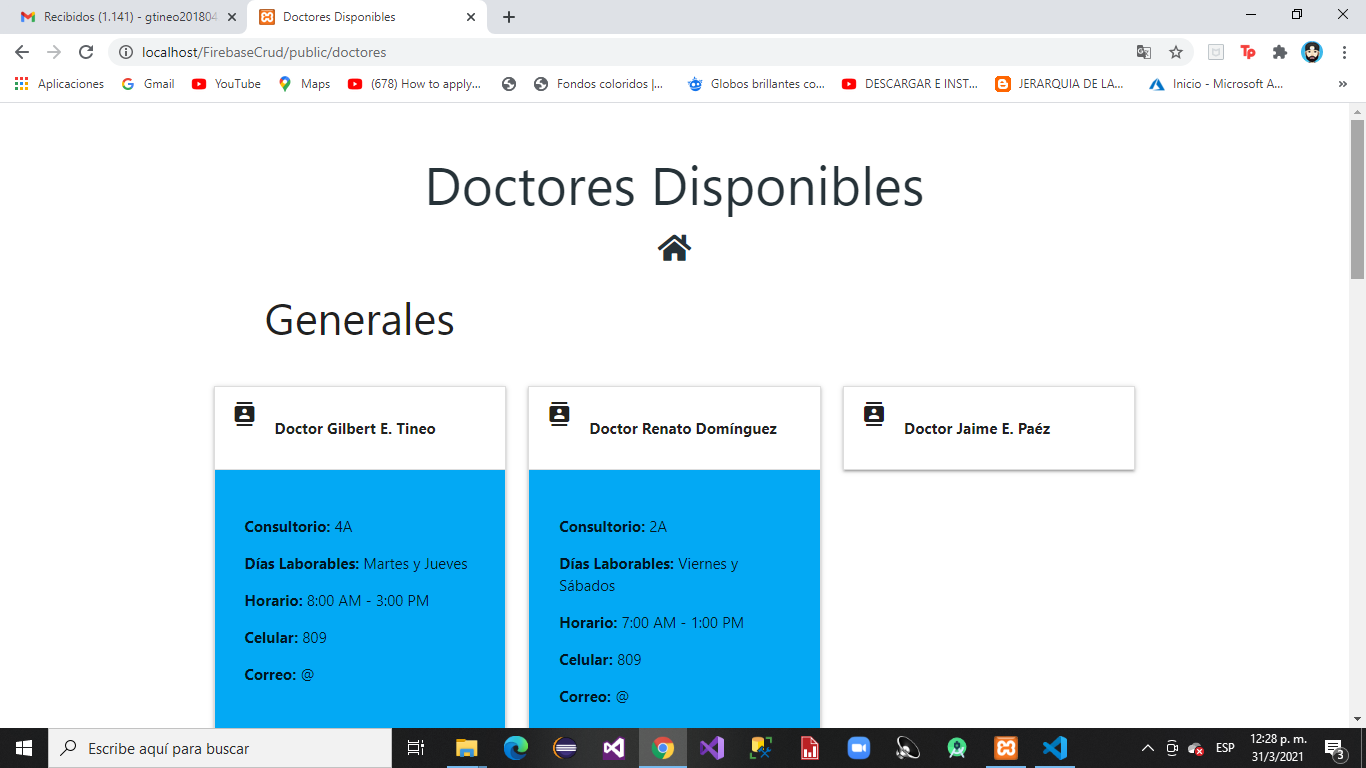 Recibidos (1.141) - gtineo201804
Doctores Disponibles
localhost/FirebaseCrud/public/doctores
Aplicaciones
Gmail
YouTube
Maps
(678) How to apply...
Fondos coloridos |...
Globos brillantes co...
DESCARGAR E INST...
JERARQUIA DE LA...
Inicio - Microsoft A...
»
Doctores Disponibles
Generales
Doctor Gilbert E. Tineo
Consultorio: 4A
Días Laborables: Martes y Jueves
Horario: 8:00 AM - 3:00 PM
Celular: 809
Correo: @
Doctor Renato Domínguez
Consultorio: 2A
Días Laborables: Viernes y
Sábados
Horario: 7:00 AM - 1:00 PM
Celular: 809
Correo: @
Doctor Jaime E. Paéz
Escribe aquí para buscar
ESP
12:28 p. m.
31/3/2021
3